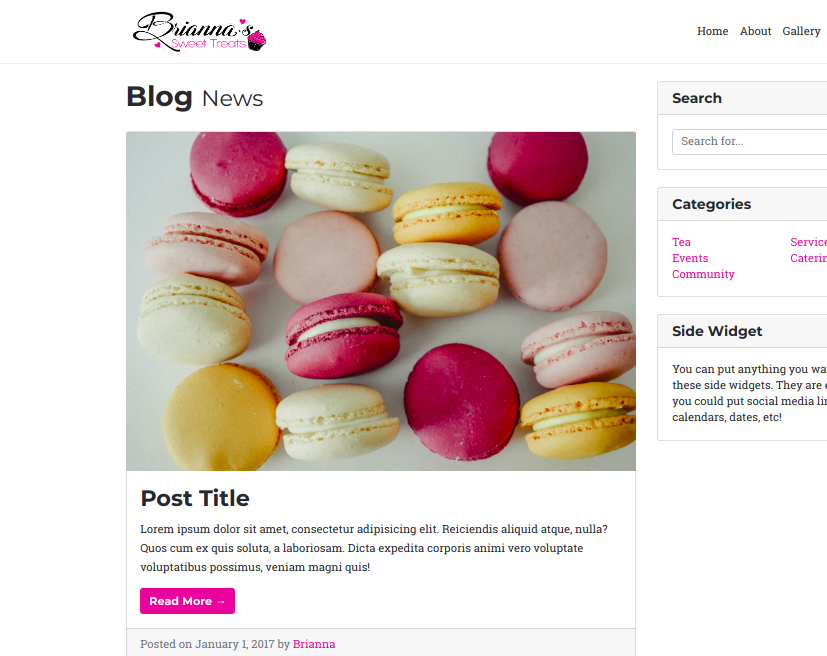 Brianna's
Sweet Treats
Home About Gallery
Blog News
Post Title
Lorem ipsum dolor sit amet, consectetur adipisicing elit. Reiciendis aliquid atque, nulla?
Quos cum ex quis soluta, a laboriosam. Dicta expedita corporis animi vero voluptate
voluptatibus possimus, veniam magni quis!
Read More →
Posted on January 1, 2017 by Brianna
Search
Search for...
Categories
Tea
Events
Community
Service
Caterin
Side Widget
You can put anything you wa
these side widgets. They are e
you could put social media lin
calendars, dates, etc!